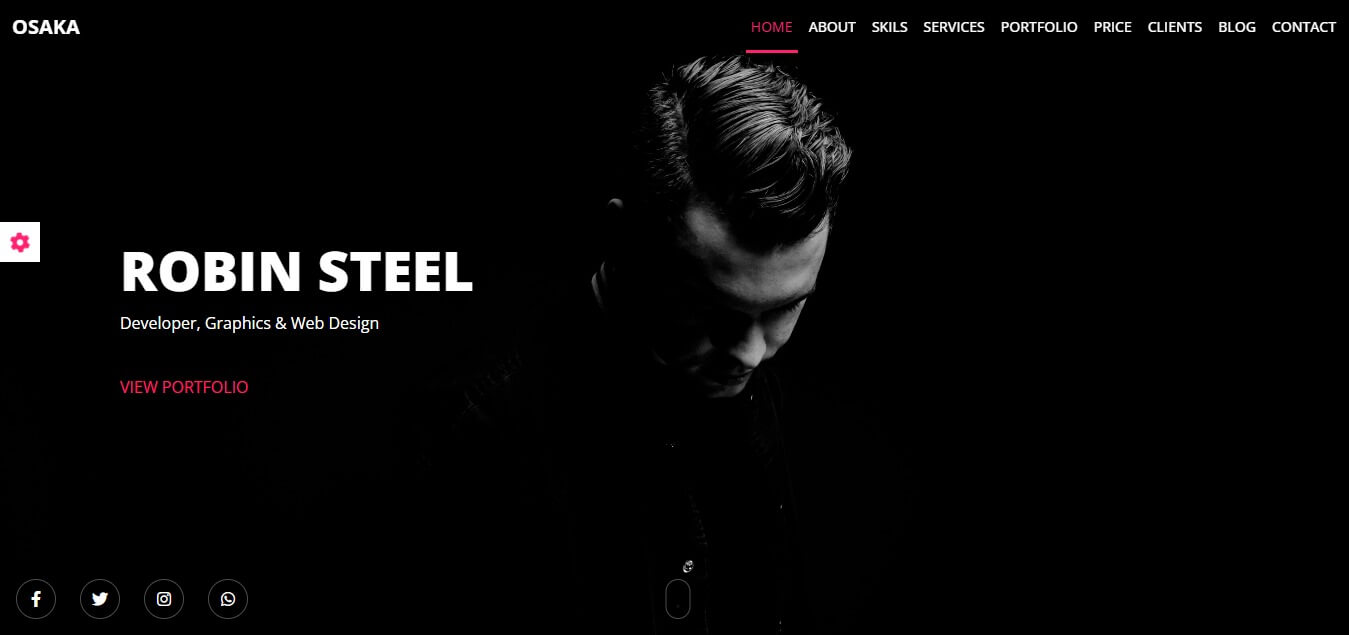 OSAKA
HOME ABOUT SKILS SERVICES PORTFOLIO PRICE CLIENTS BLOG CONTACT
ROBIN STEEL
Developer, Graphics & Web Design
VIEW PORTFOLIO